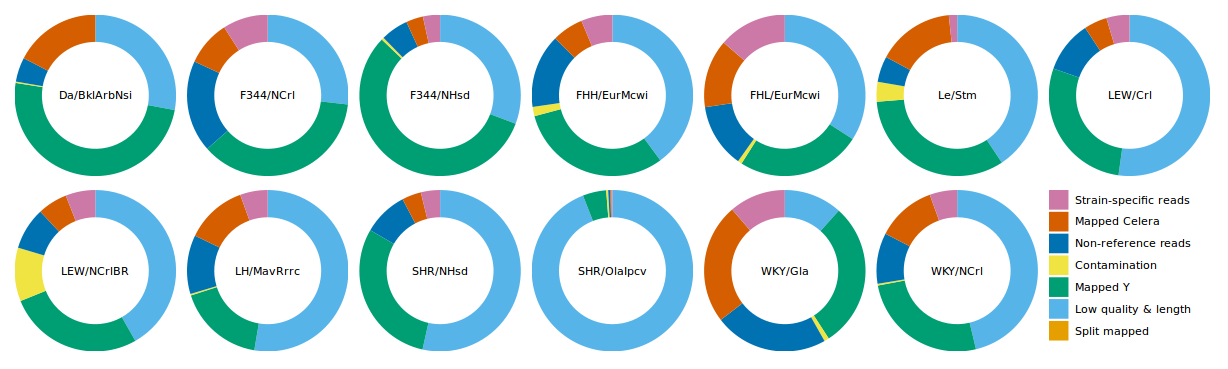 Da/BklArbNsi
F344/NCrl
F344/NHsd
FHH/EurMcwi
FHL/EurMcwi
Le/Stm
LEW/Crl
LEW/NCrlBR
LH/MavRrrc
SHR/NHsd
SHR/OlaIpcv
WKY/Gla
WKY/NCrl
Strain-specific reads
Mapped Celera
Non-reference reads
Contamination
Mapped Y
Low quality & length
Split mapped